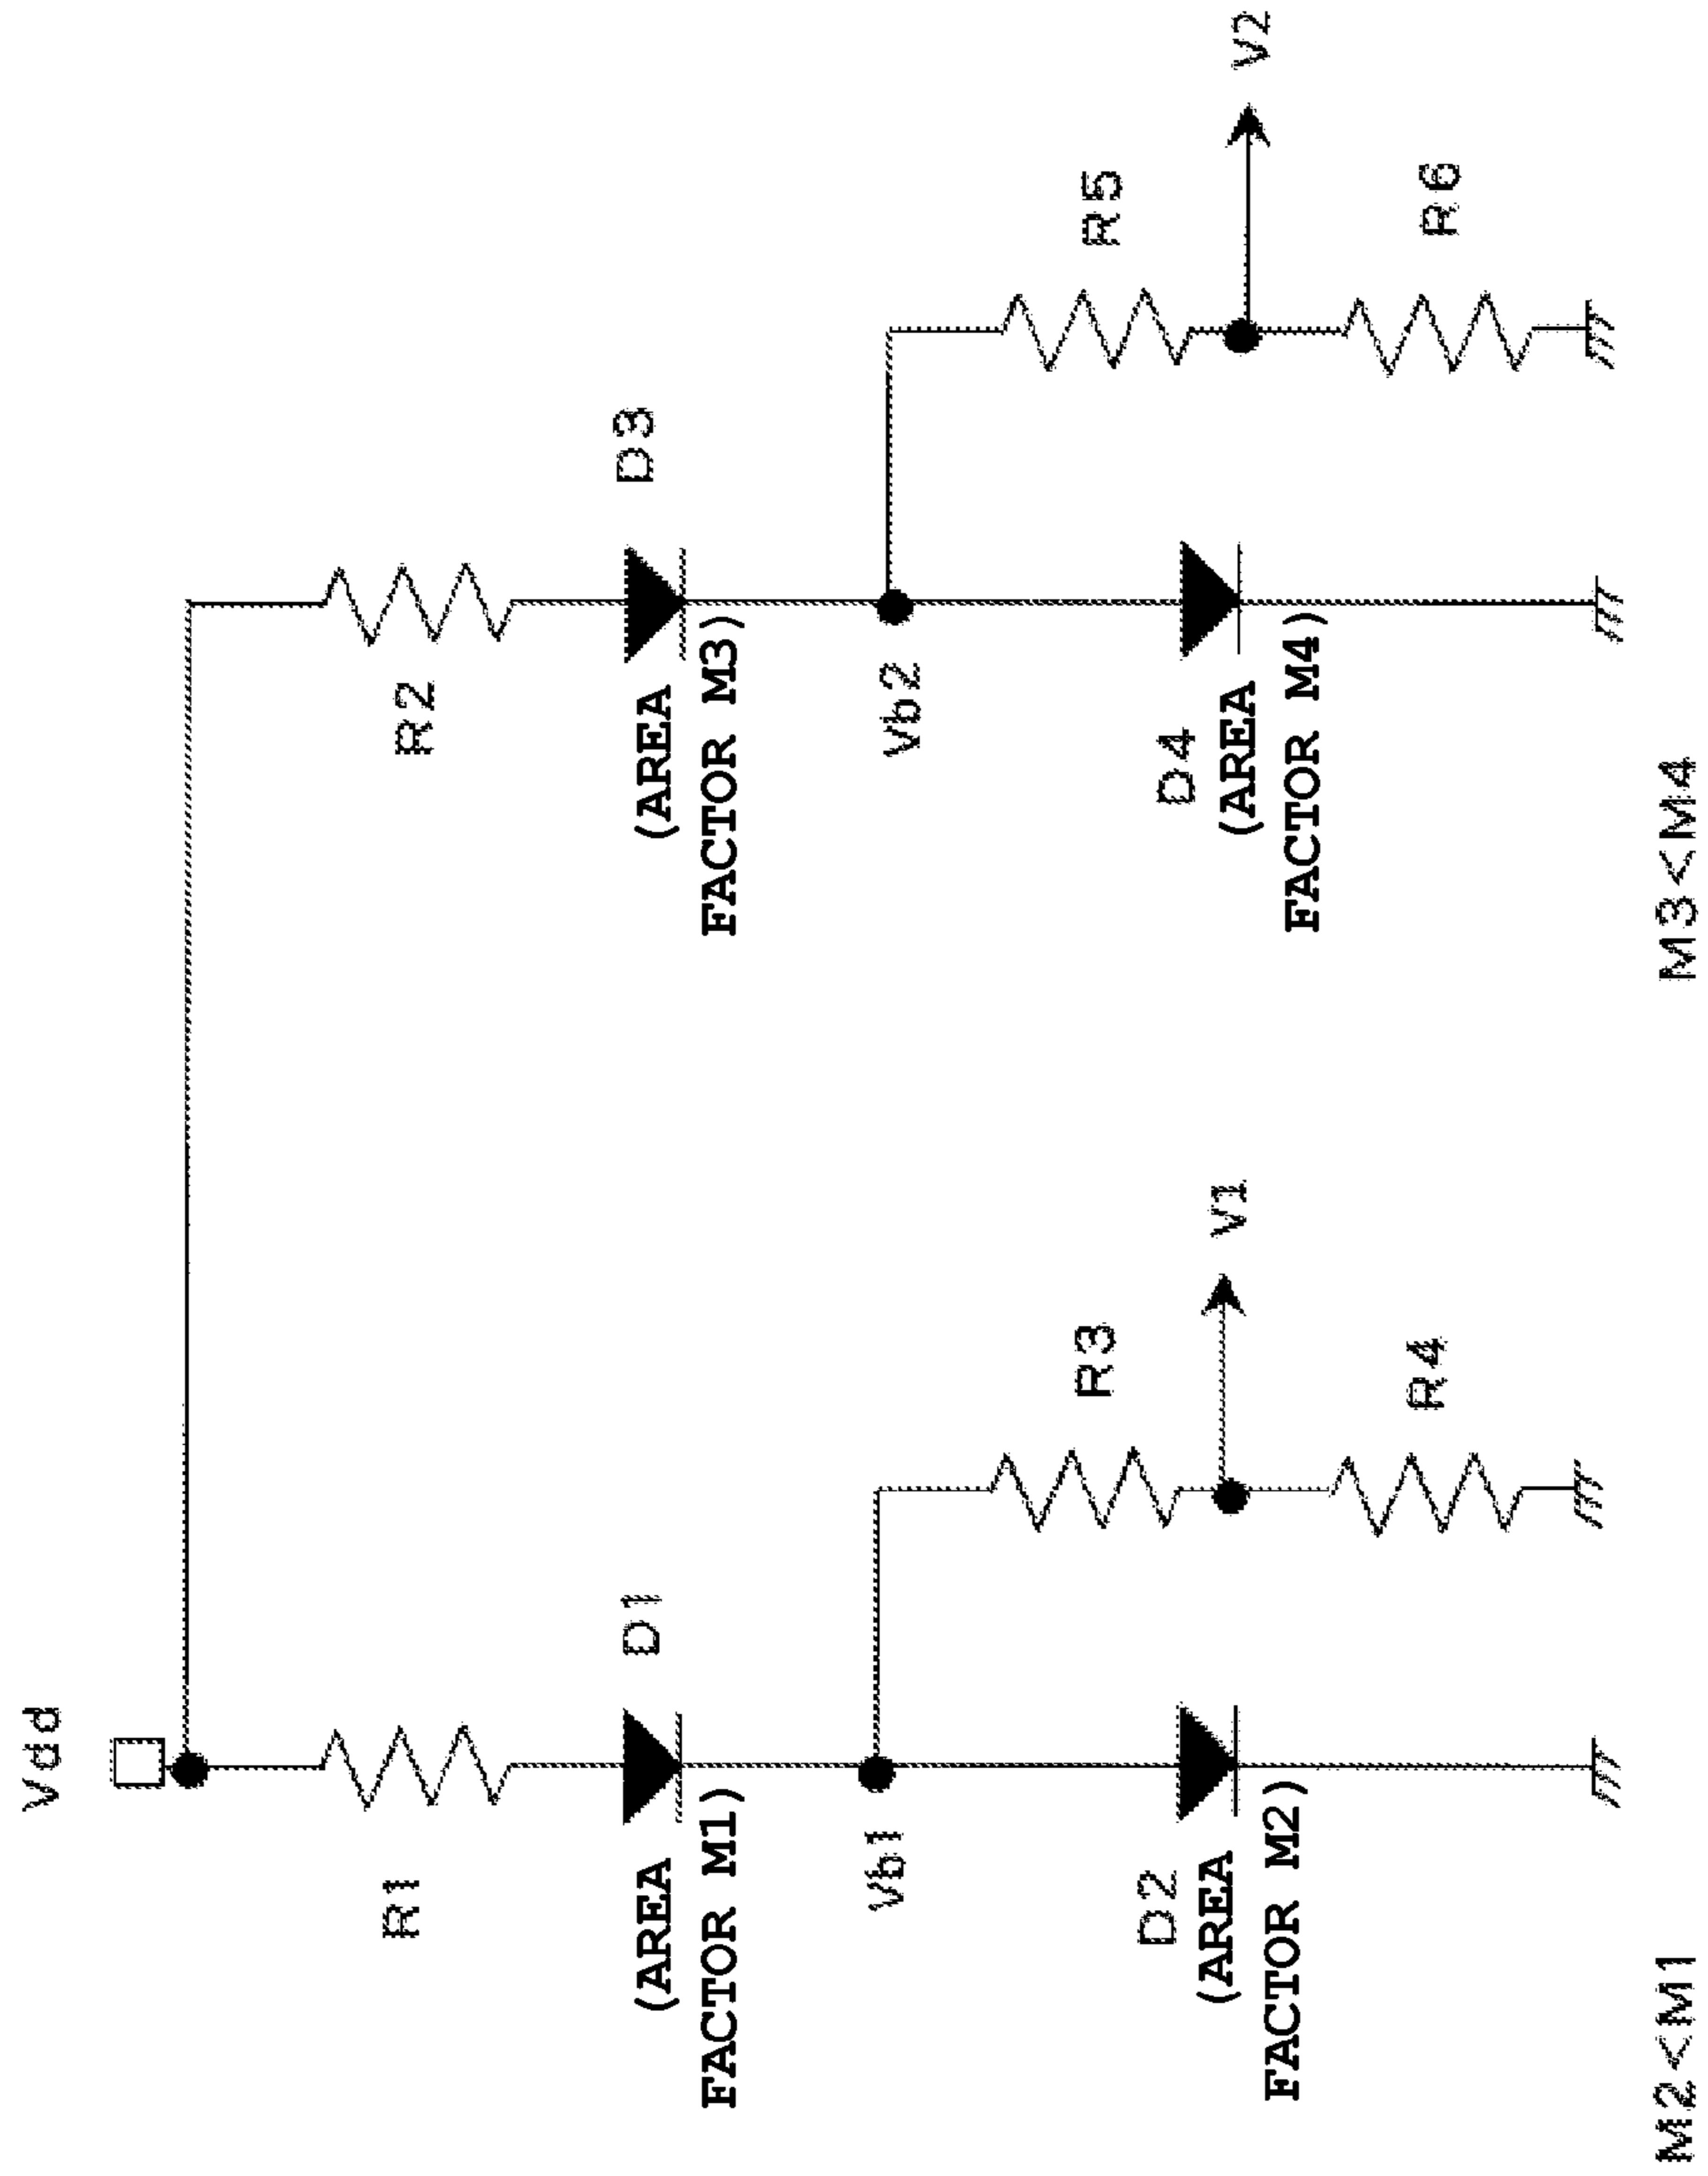 Vdd
R1
D1
(AREA
FACTOR M1)
Vb1
R3
V1
D2
(AREA
FACTOR M2)
R4
M2<M1
R2
D3
(AREA
FACTOR M3)
Vb2
R5
V2
D4
(AREA
FACTOR M4)
R6
M3<M4